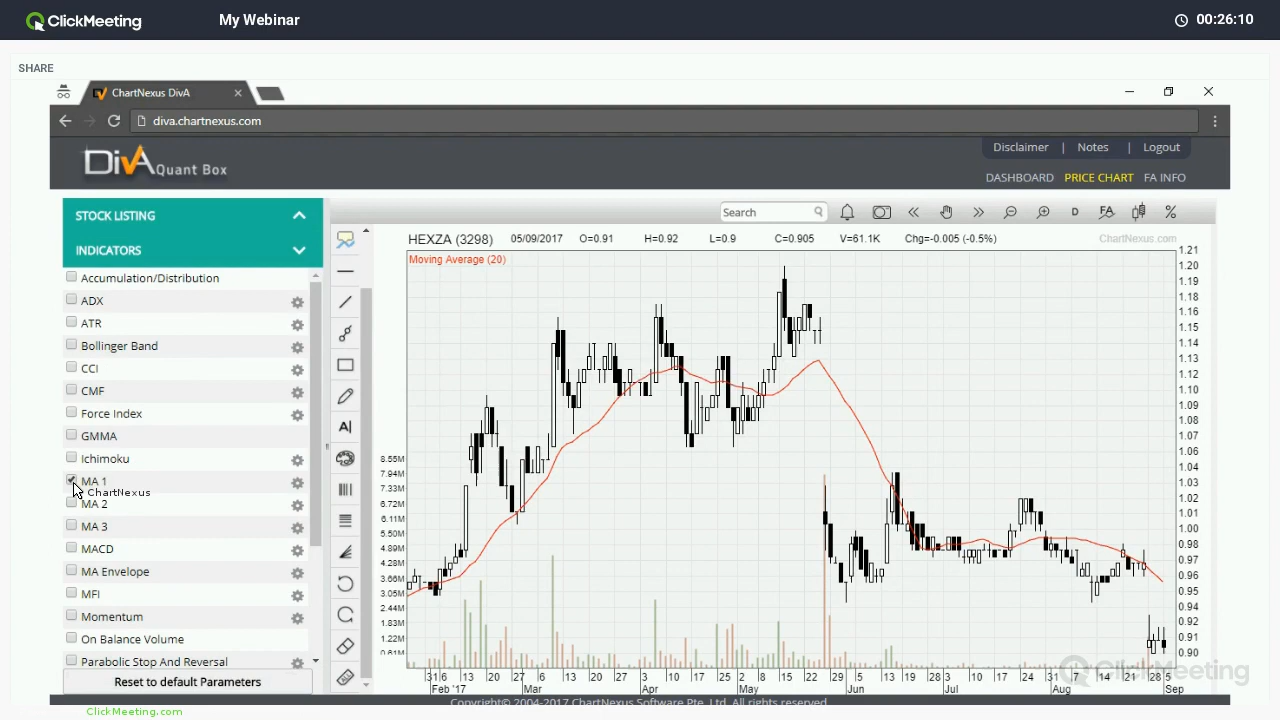 ClickMeeting My Webinar 00:26:10
SHARE
ChartNexus DivA
diva.chartnexus.com
DivA Quant Box
Disclaimer | Notes | Logout
DASHBOARD PRICE CHART FA INFO
STOCK LISTING
INDICATORS
Accumulation/Distribution
ADX
ATR
Bollinger Band
CCI
CMF
Force Index
GMMA
Ichimoku
MA 1
ChartNexus
MA 2
MA 3
MACD
MA Envelope
MFI
Momentum
On Balance Volume
Parabolic Stop And Reversal
Reset to default Parameters
Search
D
FA
%
A
HEXZA (3298) 05/09/2017 O=0.91 H=0.92 L=0.9 C=0.905 V=61.1K Chg=-0.005 (-0.5%) ChartNexus.com
Moving Average (20)
1.21
1.20
1.19
1.18
1.16
1.15
1.13
1.12
1.10
1.09
1.07
1.06
1.04
1.03
1.02
1.01
1.00
0.98
0.97
0.96
0.95
0.94
0.92
0.91
0.90
8.55M
7.94M
7.33M
6.72M
6.11M
5.50M
4.89M
4.28M
3.66M
3.05M
2.44M
1.83M
1.22M
0.61M
31 6 13 20 27 6 13 20 27 3 10 17 24 2 8 15 22 29 5 12 19 28 3 10 17 24 31 7 14 21 28 5
Feb '17 Mar Apr May Jun Jul Aug Sep
Copyright© 2004-2017 ChartNexus Software Pte. Ltd. All rights reserved
ClickMeeting
ClickMeeting.com